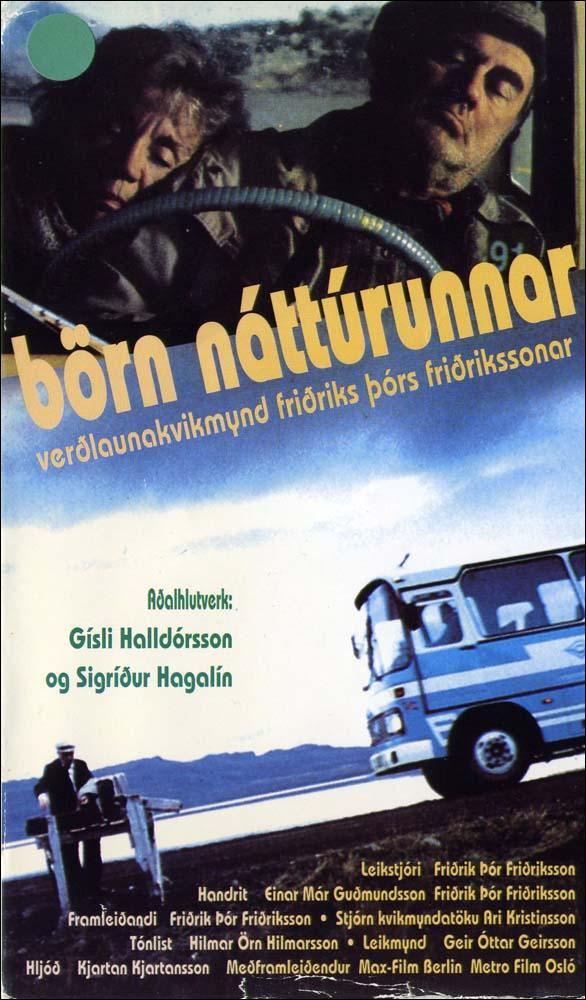 91
börn náttúrunnar
verðlaunakvikmynd friðriks þórs friðrikssonar
Aðalhlutverk:
Gísli Halldórsson
og Sigríður Hagalín
Leikstjóri Friðrik Þór Friðriksson
Handrit Einar Már Guðmundsson Friðrik Þór Friðriksson
Framleiðandi Friðrik Þór Friðriksson • Stjórn kvikmyndatöku Ari Kristinsson
Tónlist Hilmar Örn Hilmarsson • Leikmynd Geir Óttar Geirsson
Hljóð Kjartan Kjartansson Meðframleiðendur Max-Film Berlin Metro Film Osló